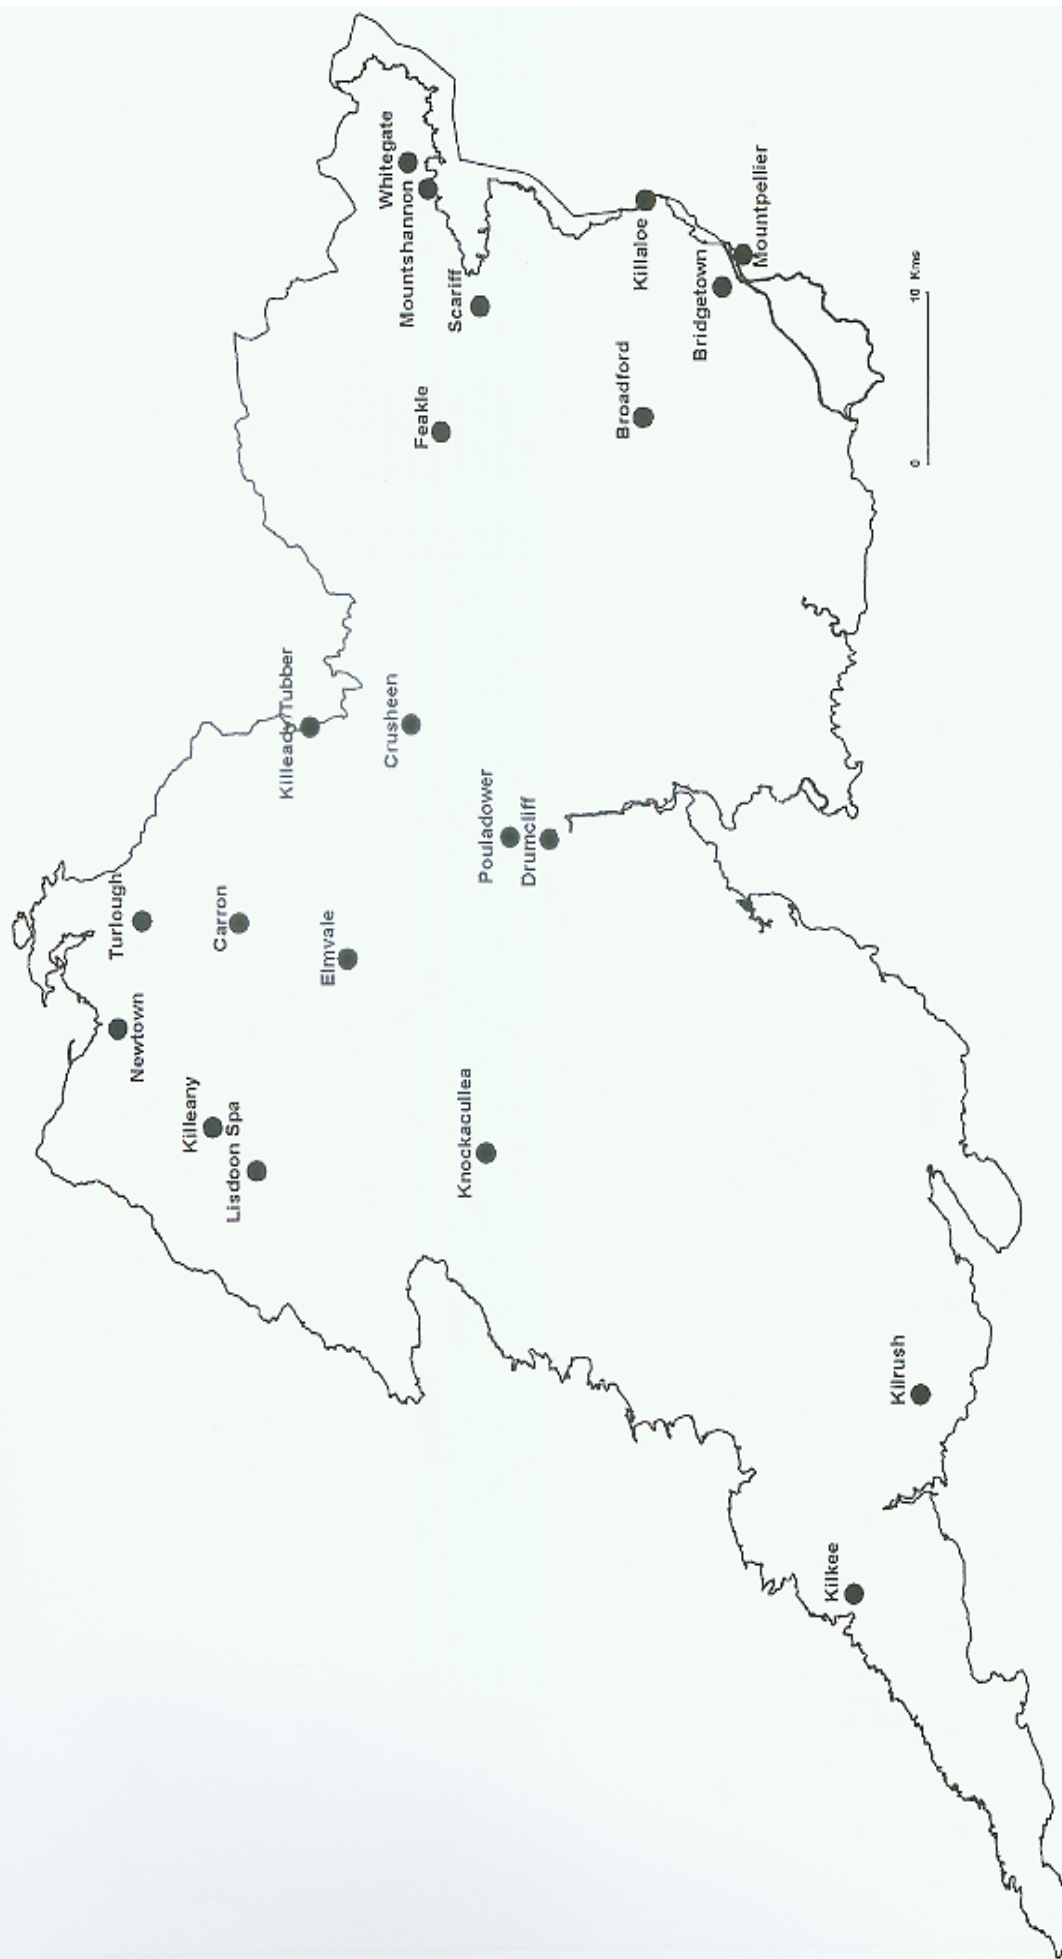 Whitegate
Mountshannon
Scariff
Feakle
Killaloe
Bridgetown
Mountpellier
Broadford
0 10 Kms
Killeady/Tubber
Crusheen
Pouladower
Drumcliff
Turlough
Carron
Elmvale
Newtown
Killeany
Lisdoon Spa
Knockacullea
Kilrush
Kilkee